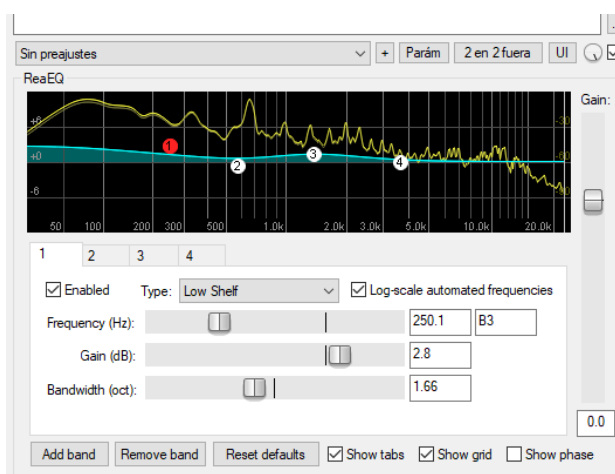 Sin preajustes + Parám 2 en 2 fuera UI
ReaEQ
Gain:
+6 -30
1
+0 2 3 4 -60
-6 -90
50 100 200 300 500 1.0k 2.0k 3.0k 5.0k 10.0k 20.0k
1 2 3 4
Enabled Type: Low Shelf Log-scale automated frequencies
Frequency (Hz): 250.1 B3
Gain (dB): 2.8
Bandwidth (oct): 1.66
0.0
Add band Remove band Reset defaults Show tabs Show grid Show phase